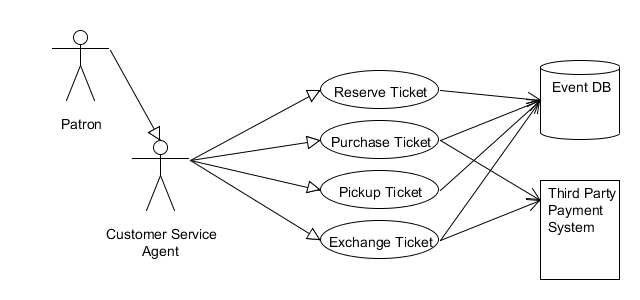 Patron
Customer Service
Agent
Reserve Ticket
Purchase Ticket
Pickup Ticket
Exchange Ticket
Event DB
Third Party
Payment
System